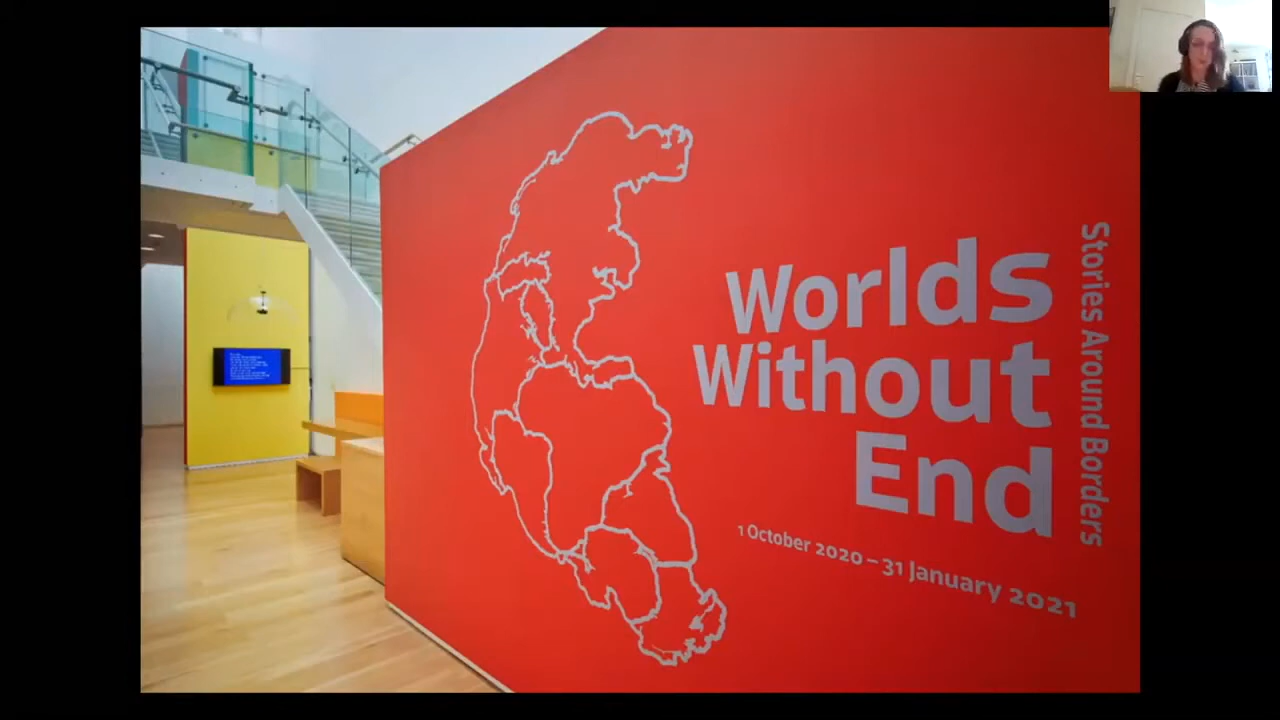 Worlds
Without
End
Stories Around Borders
1 October 2020 – 31 January 2021